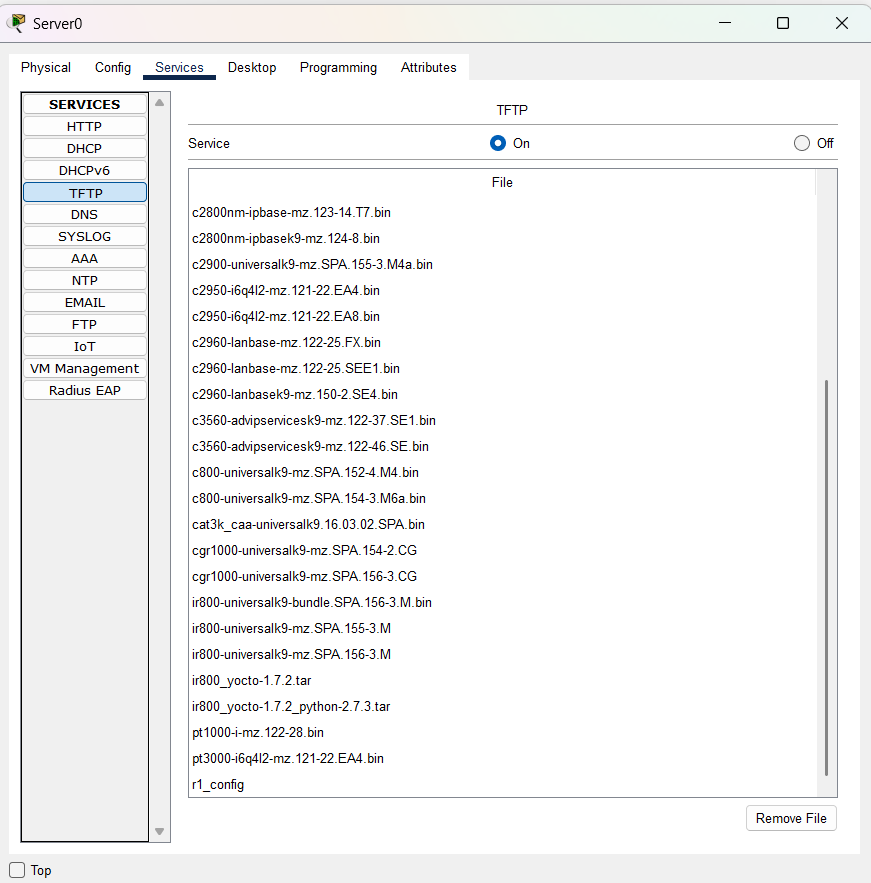 Server0
Physical Config Services Desktop Programming Attributes
SERVICES
HTTP
DHCP
DHCPv6
TFTP
DNS
SYSLOG
AAA
NTP
EMAIL
FTP
IoT
VM Management
Radius EAP
TFTP
Service On Off
File
c2800nm-ipbase-mz.123-14.T7.bin
c2800nm-ipbasek9-mz.124-8.bin
c2900-universalk9-mz.SPA.155-3.M4a.bin
c2950-i6q4l2-mz.121-22.EA4.bin
c2950-i6q4l2-mz.121-22.EA8.bin
c2960-lanbase-mz.122-25.FX.bin
c2960-lanbase-mz.122-25.SEE1.bin
c2960-lanbasek9-mz.150-2.SE4.bin
c3560-advipservicesk9-mz.122-37.SE1.bin
c3560-advipservicesk9-mz.122-46.SE.bin
c800-universalk9-mz.SPA.152-4.M4.bin
c800-universalk9-mz.SPA.154-3.M6a.bin
cat3k_caa-universalk9.16.03.02.SPA.bin
cgr1000-universalk9-mz.SPA.154-2.CG
cgr1000-universalk9-mz.SPA.156-3.CG
ir800-universalk9-bundle.SPA.156-3.M.bin
ir800-universalk9-mz.SPA.155-3.M
ir800-universalk9-mz.SPA.156-3.M
ir800_yocto-1.7.2.tar
ir800_yocto-1.7.2_python-2.7.3.tar
pt1000-i-mz.122-28.bin
pt3000-i6q4l2-mz.121-22.EA4.bin
r1_config
Remove File
Top